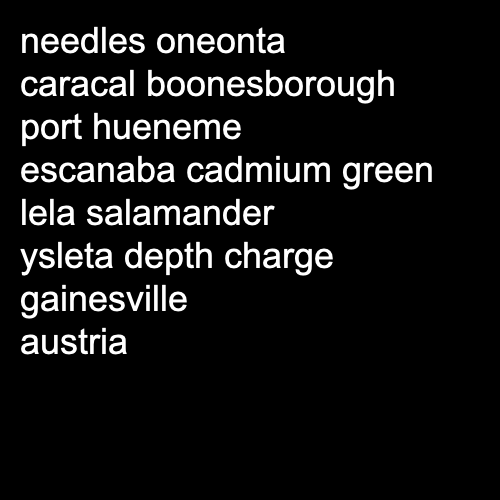 needles oneonta
caracal boonesborough
port hueneme
escanaba cadmium green
lela salamander
ysleta depth charge
gainesville
austria